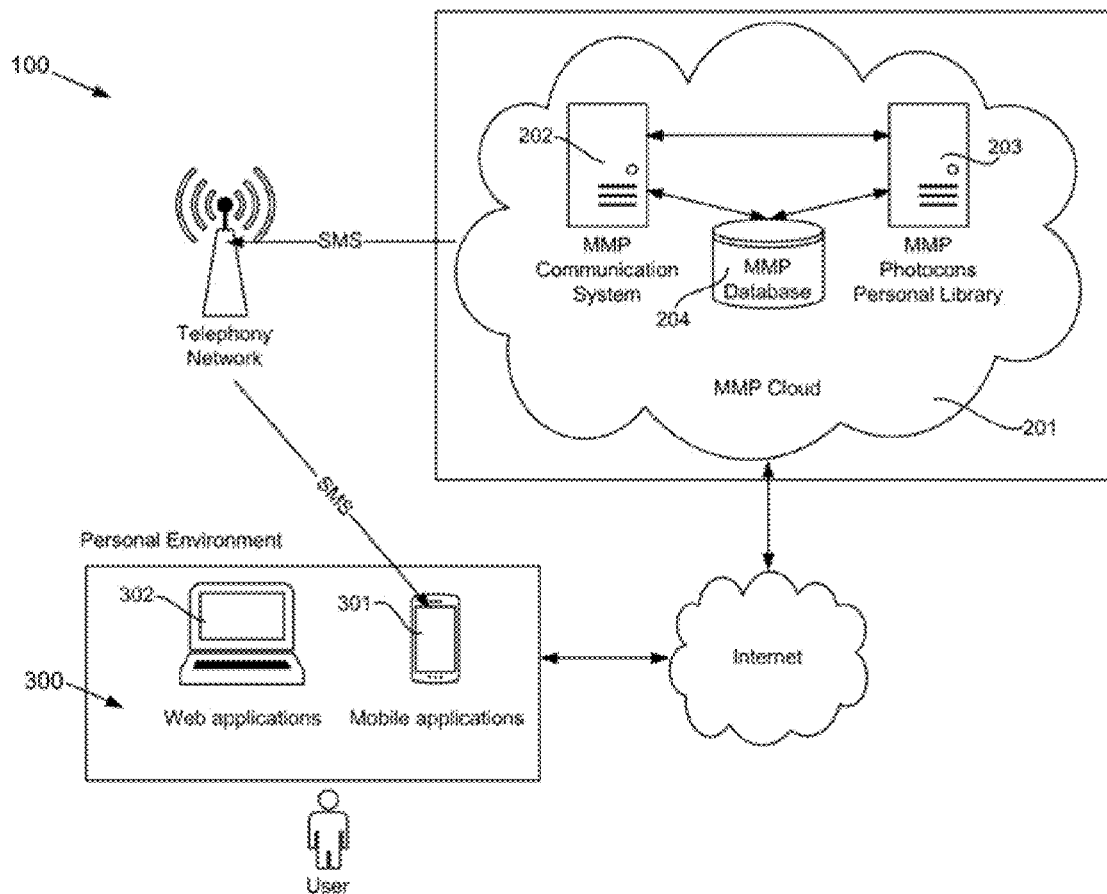 100
202
203
SMS
MMP
Communication
System
MMP
Database
204
MMP
Photocons
Personal Library
Telephony
Network
MMP Cloud
201
SMS
Personal Environment
302
301
Internet
300
Web applications
Mobile applications
User